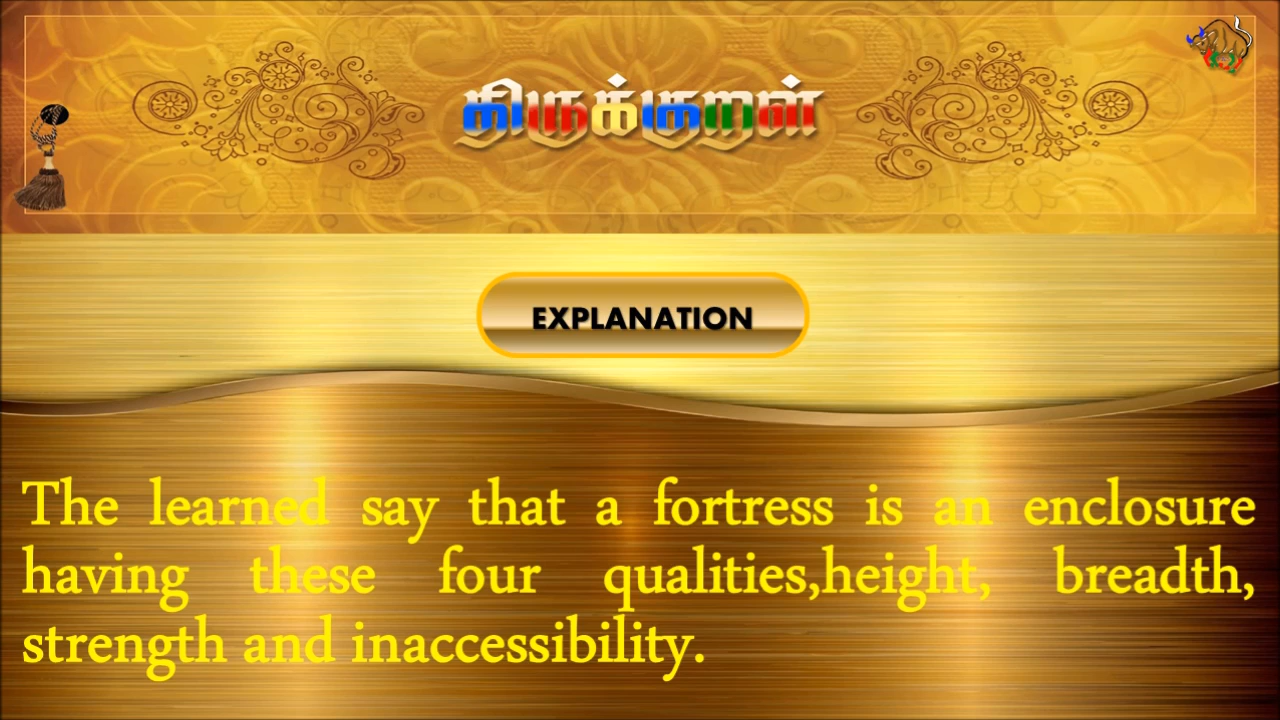 திருக்குறள்
EXPLANATION
The learned say that a fortress is an enclosure
having these four qualities,height, breadth,
strength and inaccessibility.